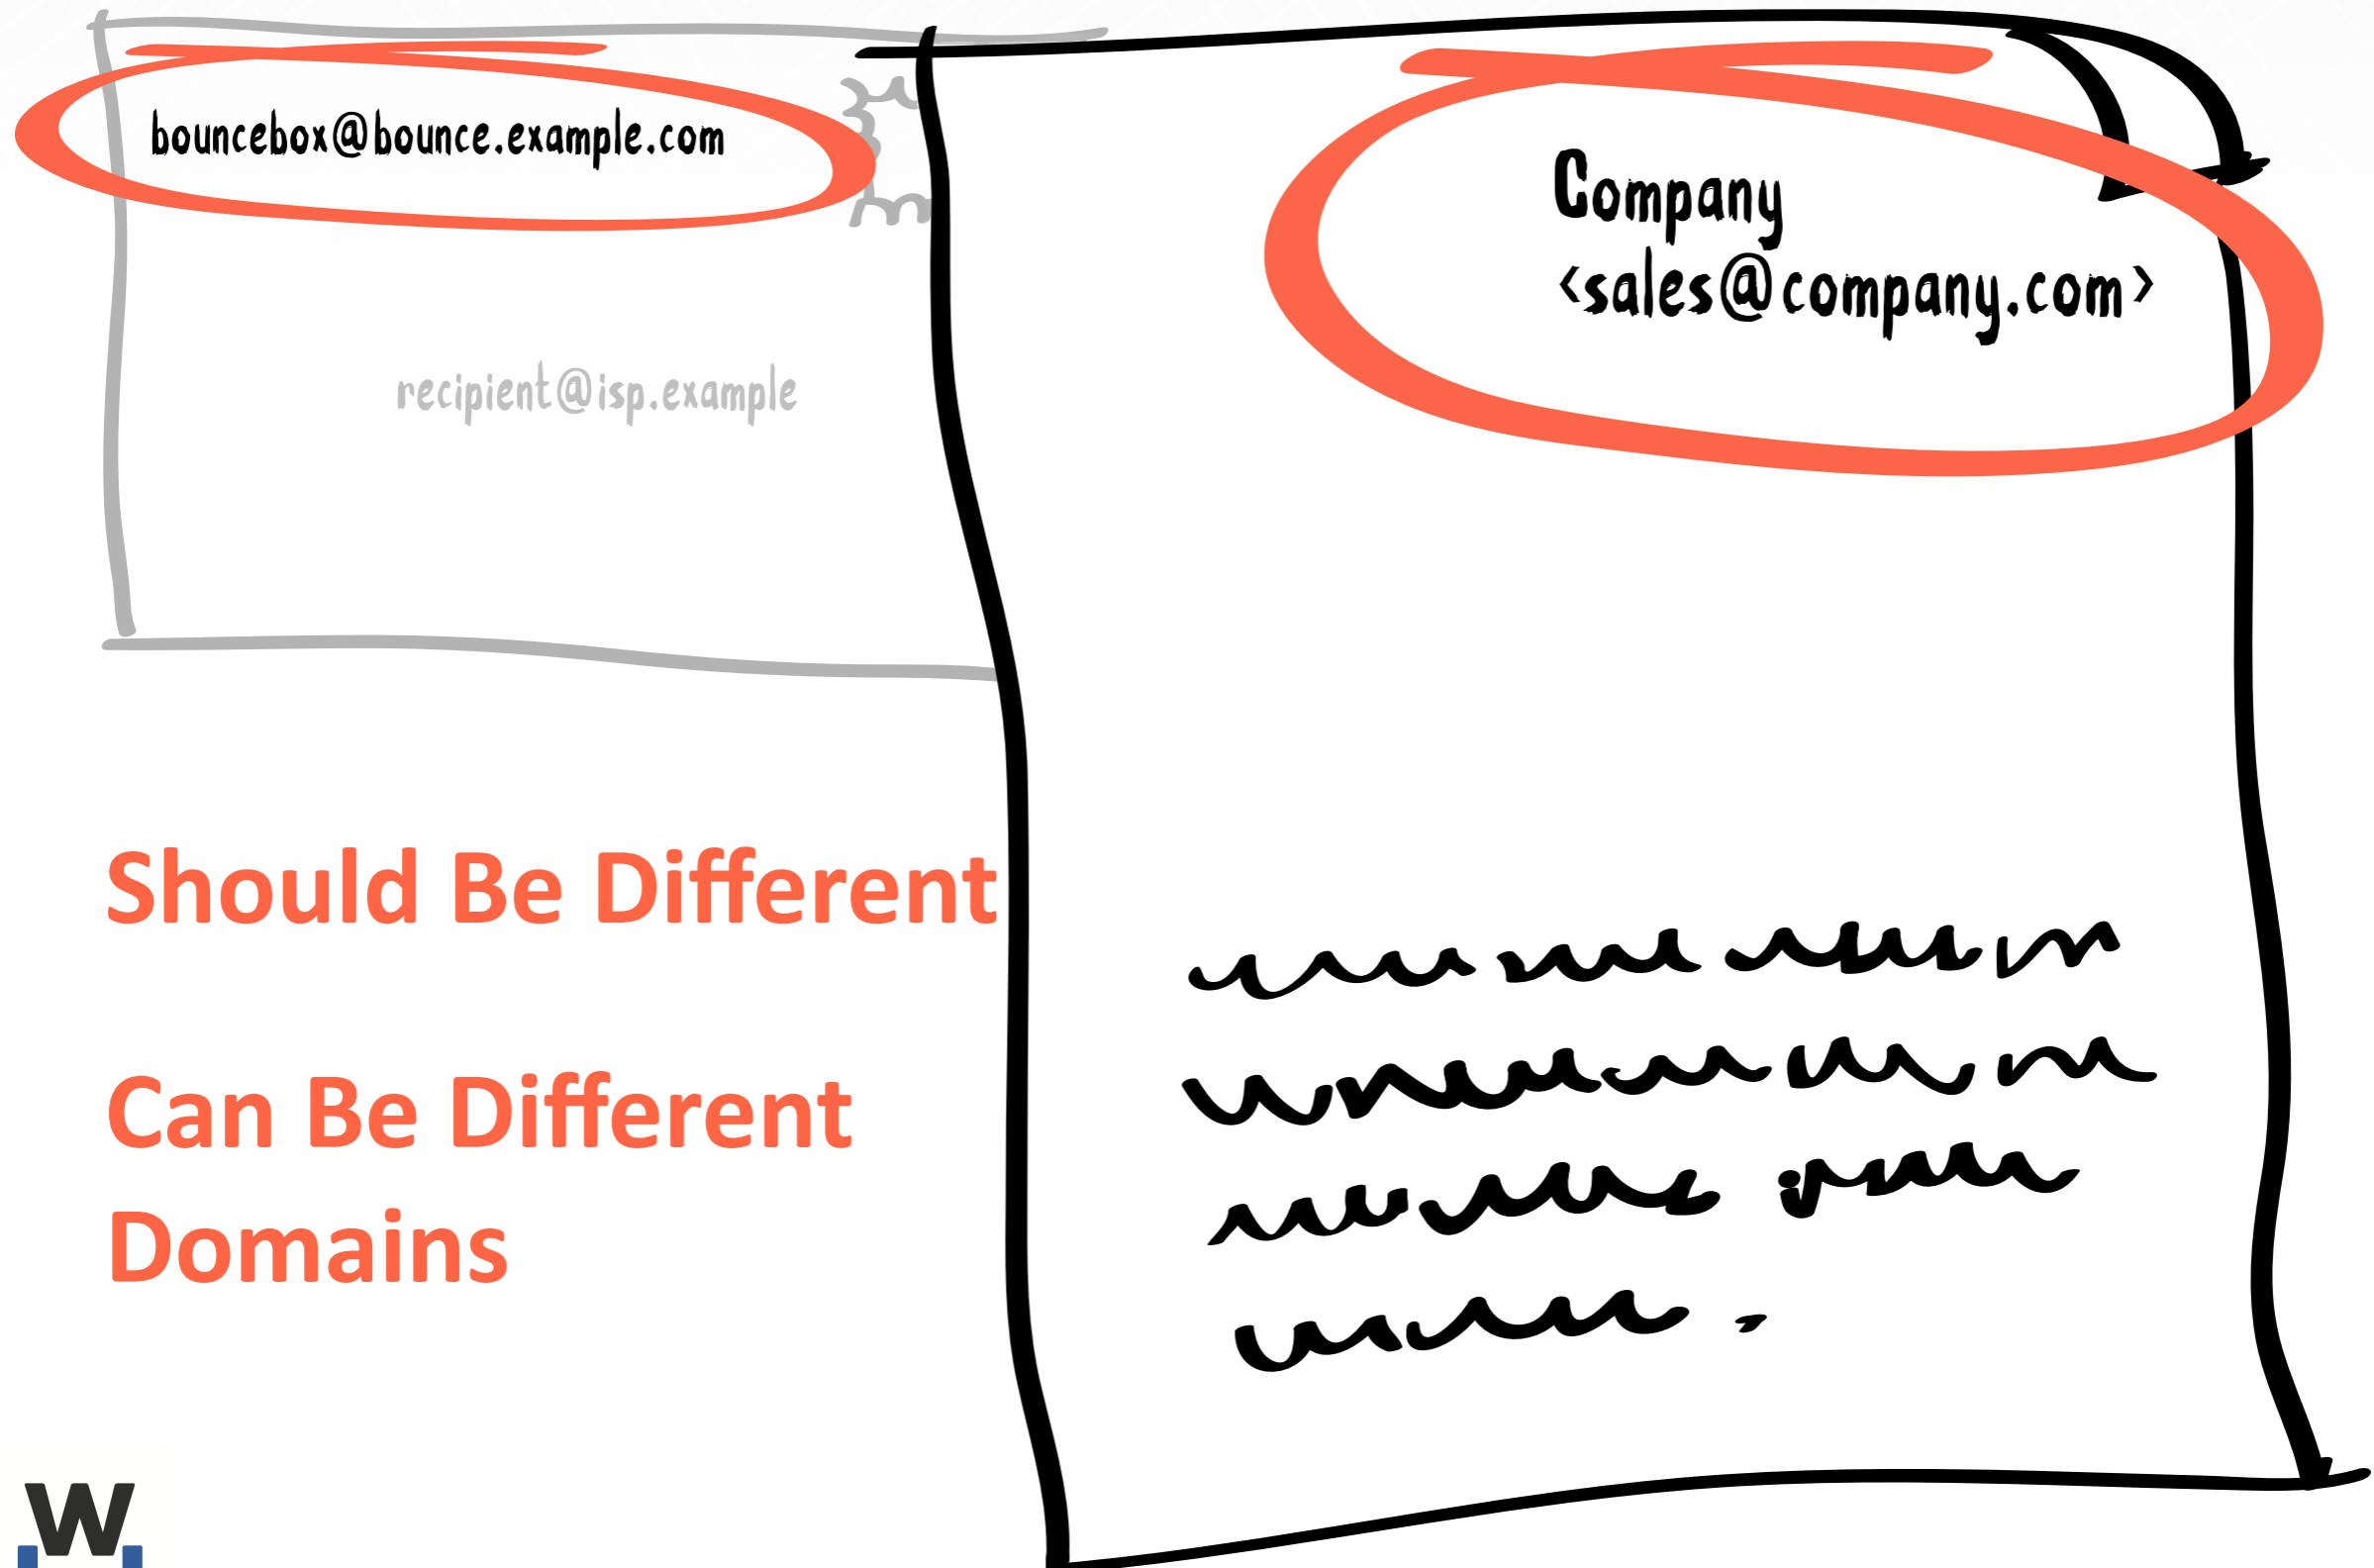 bouncebox@bounce.example.com
recipient@isp.example
Company
<sales@company.com>
Should Be Different
Can Be Different
Domains
W